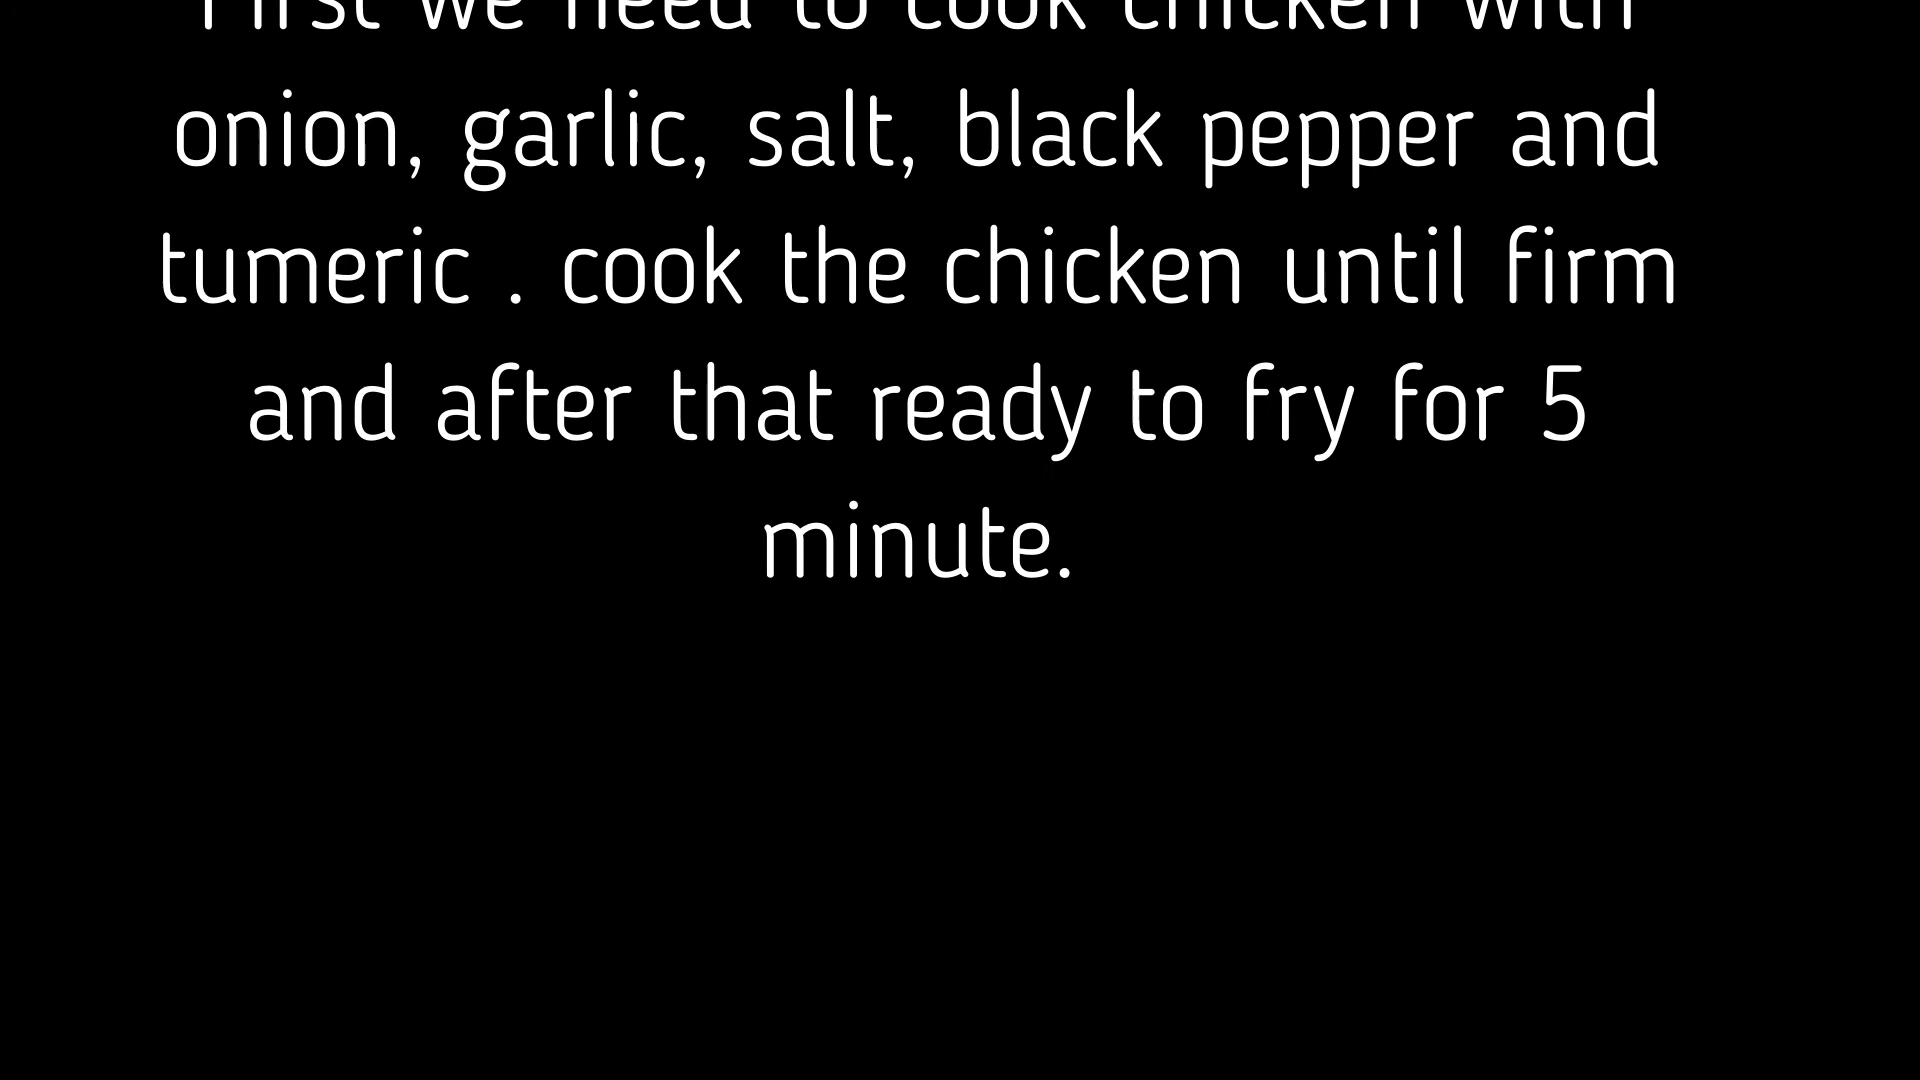 First we need to cook chicken with
onion, garlic, salt, black pepper and
tumeric . cook the chicken until firm
and after that ready to fry for 5
minute.